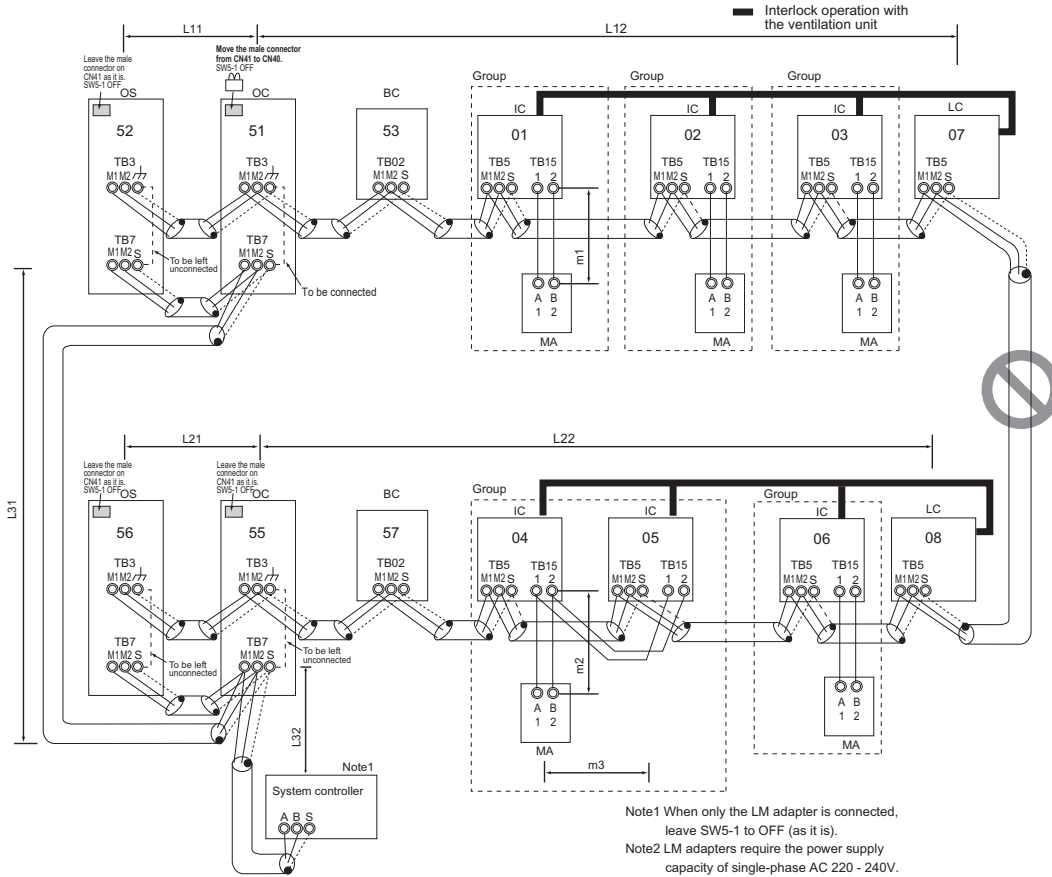 Interlock operation with
the ventilation unit
L11
L12
Leave the male
connector on
CN41 as it is.
SW5-1 OFF
Move the male connector
from CN41 to CN40.
SW5-1 OFF
OS
OC
BC
Group
Group
Group
IC
IC
IC
LC
52
51
53
01
02
03
07
TB3
TB3
TB02
TB5 TB15
TB5 TB15
TB5 TB15
TB5
M1 M2
M1 M2
M1 M2 S
M1 M2 S 1 2
M1 M2 S 1 2
M1 M2 S 1 2
M1 M2 S
TB7
TB7
M1 M2 S
M1 M2 S
To be left
unconnected
To be connected
m1
A B
1 2
MA
A B
1 2
MA
A B
1 2
MA
L31
L21
L22
Leave the male
connector on
CN41 as it is.
SW5-1 OFF
Leave the male
connector on
CN41 as it is.
SW5-1 OFF
OS
OC
BC
Group
Group
IC
IC
IC
LC
56
55
57
04
05
06
08
TB3
TB3
TB02
TB5 TB15
TB5 TB15
TB5 TB15
TB5
M1 M2
M1 M2
M1 M2 S
M1 M2 S 1 2
M1 M2 S 1 2
M1 M2 S 1 2
M1 M2 S
TB7
TB7
M1 M2 S
M1 M2 S
To be left
unconnected
To be left
unconnected
m2
A B
1 2
MA
A B
1 2
MA
m3
L32
Note1
System controller
A B S
Note1 When only the LM adapter is connected,
leave SW5-1 to OFF (as it is).
Note2 LM adapters require the power supply
capacity of single-phase AC 220 - 240V.